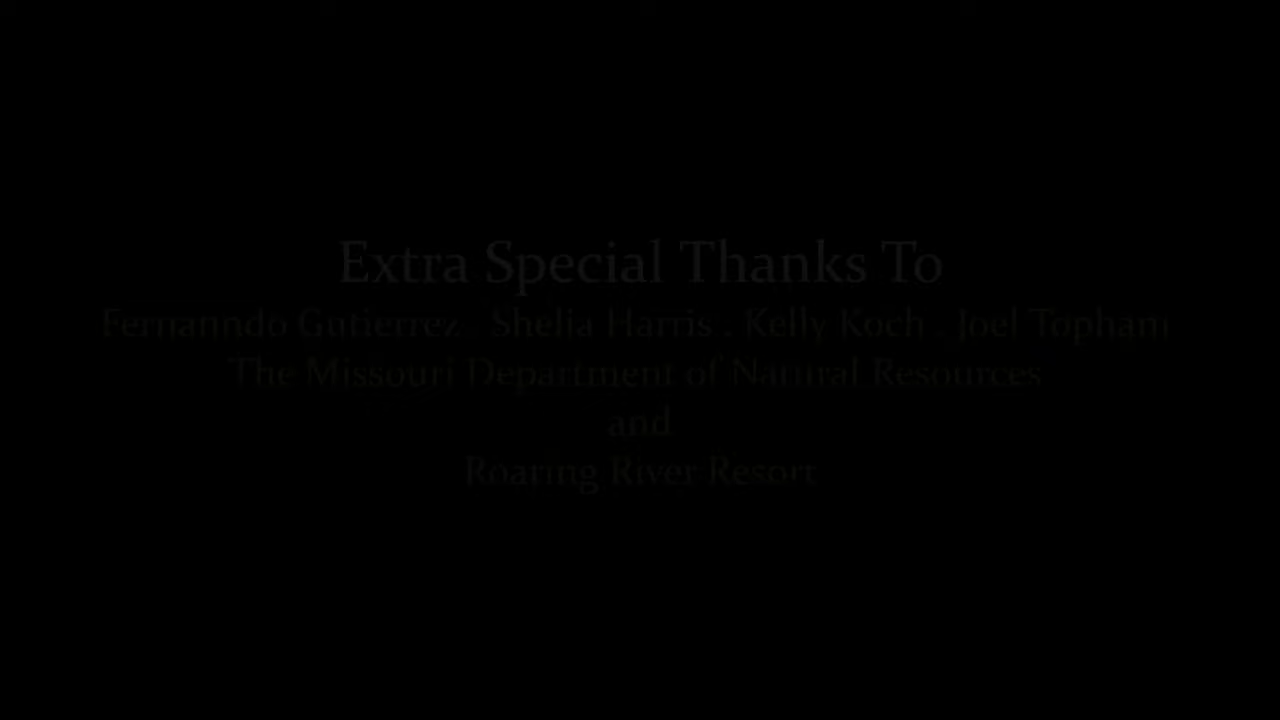 Extra Special Thanks To
Fernanndo Gutierrez . Shelia Harris . Kelly Koch . Joel Topham
The Missouri Department of Natural Resources
and
Roaring River Resort